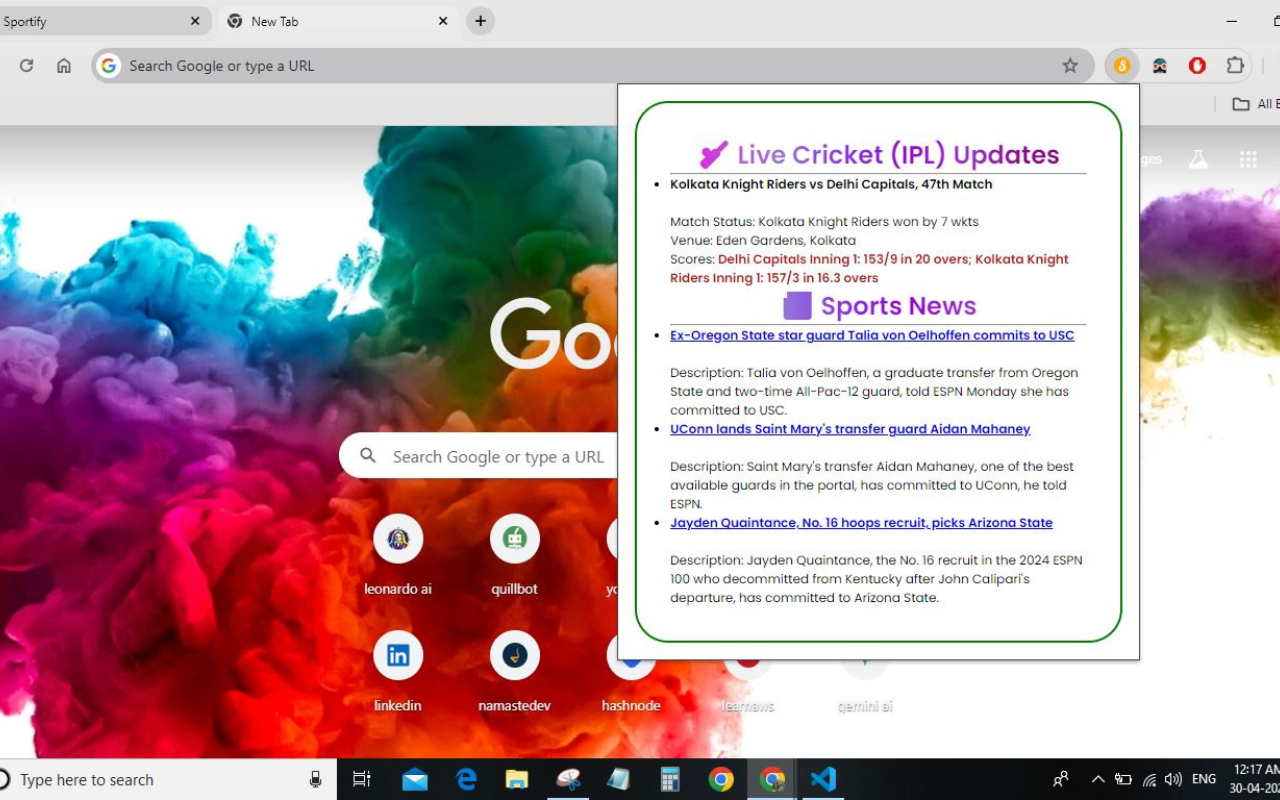 Sportify
New Tab
Search Google or type a URL
Live Cricket (IPL) Updates
Kolkata Knight Riders vs Delhi Capitals, 47th Match
Match Status: Kolkata Knight Riders won by 7 wkts
Venue: Eden Gardens, Kolkata
Scores: Delhi Capitals Inning 1: 153/9 in 20 overs; Kolkata Knight
Riders Inning 1: 157/3 in 16.3 overs
Sports News
Ex-Oregon State star guard Talia von Oelhoffen commits to USC
Description: Talia von Oelhoffen, a graduate transfer from Oregon
State and two-time All-Pac-12 guard, told ESPN Monday she has
committed to USC.
UConn lands Saint Mary's transfer guard Aidan Mahaney
Description: Saint Mary's transfer Aidan Mahaney, one of the best
available guards in the portal, has committed to UConn, he told
ESPN.
Jayden Quaintance, No. 16 hoops recruit, picks Arizona State
Description: Jayden Quaintance, the No. 16 recruit in the 2024 ESPN
100 who decommitted from Kentucky after John Calipari's
departure, has committed to Arizona State.
All
Search Google or type a URL
leonardo ai
quillbot
linkedin
namastedev
hashnode
learnaws
gemini ai
Type here to search
ENG
12:17 AM